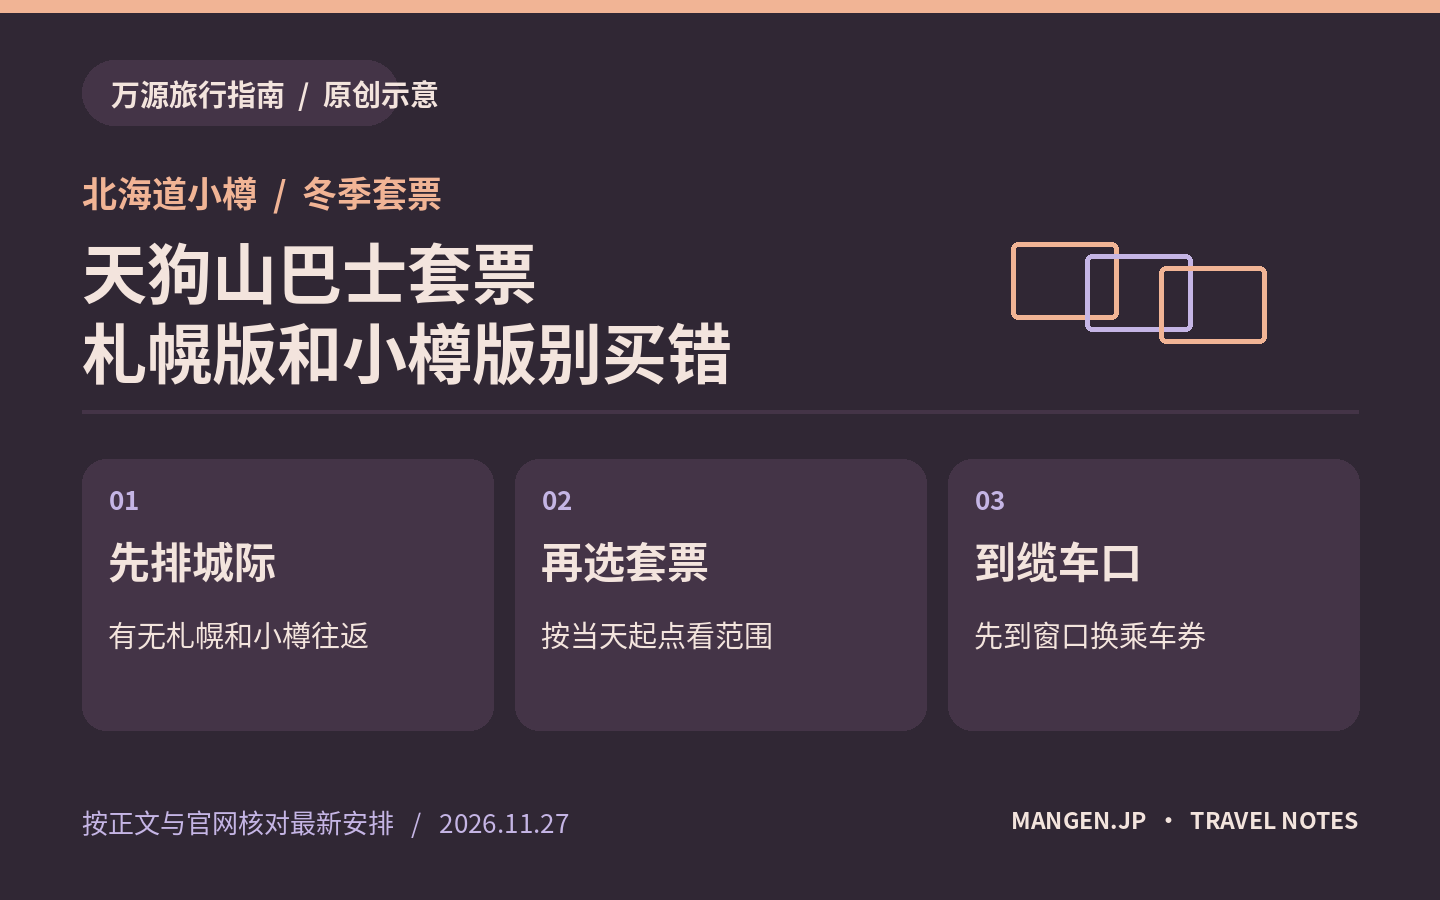 万源旅行指南 / 原创示意
北海道小樽 / 冬季套票
天狗山巴士套票
札幌版和小樽版别买错
01
先排城际
有无札幌和小樽往返
02
再选套票
按当天起点看范围
03
到缆车口
先到窗口换乘车券
按正文与官网核对最新安排 / 2026.11.27
MANGEN.JP • TRAVEL NOTES